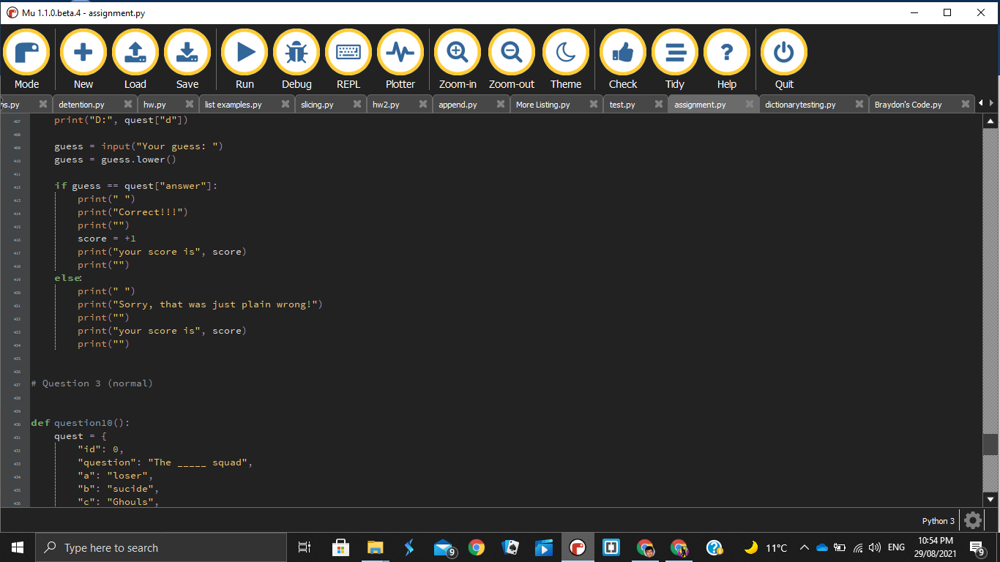 Mu 1.1.0.beta.4 - assignment.py
Mode New Load Save Run Debug REPL Plotter Zoom-in Zoom-out Theme Check Tidy Help Quit
ns.py detention.py hw.py list examples.py slicing.py hw2.py append.py More Listing.py test.py assignment.py dictionarytesting.py Braydon's Code.py
407 print("D:", quest["d"])
408
409 guess = input("Your guess: ")
410 guess = guess.lower()
411
412 if guess == quest["answer"]:
413 print(" ")
414 print("Correct!!!")
415 print("")
416 score = +1
417 print("your score is", score)
418 print("")
419 else:
420 print(" ")
421 print("Sorry, that was just plain wrong!")
422 print("")
423 print("your score is", score)
424 print("")
425
426
427 # Question 3 (normal)
428
429
430 def question10():
431 quest = {
432 "id": 0,
433 "question": "The _____ squad",
434 "a": "loser",
435 "b": "sucide",
436 "c": "Ghouls",
Python 3
Type here to search
9
11°C
ENG
10:54 PM
29/08/2021
9